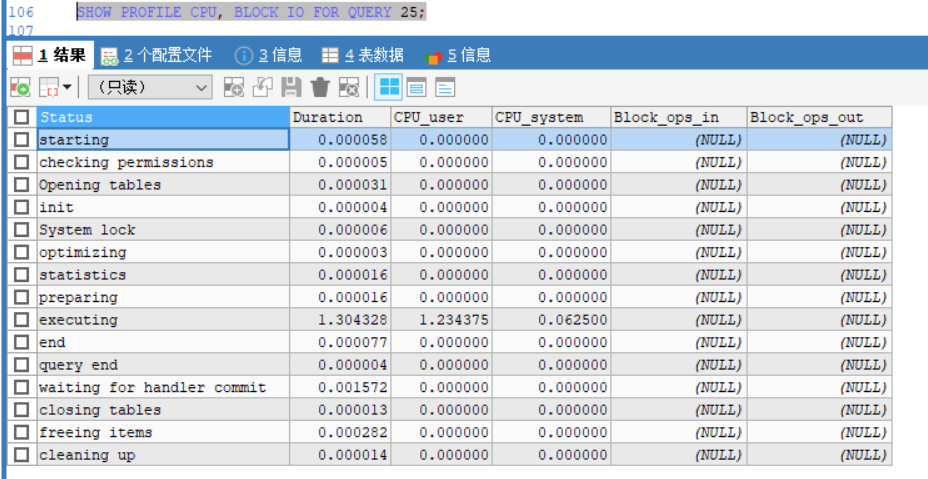 106 SHOW PROFILE CPU, BLOCK IO FOR QUERY 25;
107
1 结果 2 个配置文件 3 信息 4 表数据 5 信息
（只读）
Status Duration CPU_user CPU_system Block_ops_in Block_ops_out
starting 0.000058 0.000000 0.000000 (NULL) (NULL)
checking permissions 0.000005 0.000000 0.000000 (NULL) (NULL)
Opening tables 0.000031 0.000000 0.000000 (NULL) (NULL)
init 0.000004 0.000000 0.000000 (NULL) (NULL)
System lock 0.000006 0.000000 0.000000 (NULL) (NULL)
optimizing 0.000003 0.000000 0.000000 (NULL) (NULL)
statistics 0.000016 0.000000 0.000000 (NULL) (NULL)
preparing 0.000016 0.000000 0.000000 (NULL) (NULL)
executing 1.304328 1.234375 0.062500 (NULL) (NULL)
end 0.000077 0.000000 0.000000 (NULL) (NULL)
query end 0.000004 0.000000 0.000000 (NULL) (NULL)
waiting for handler commit 0.001572 0.000000 0.000000 (NULL) (NULL)
closing tables 0.000013 0.000000 0.000000 (NULL) (NULL)
freeing items 0.000282 0.000000 0.000000 (NULL) (NULL)
cleaning up 0.000014 0.000000 0.000000 (NULL) (NULL)